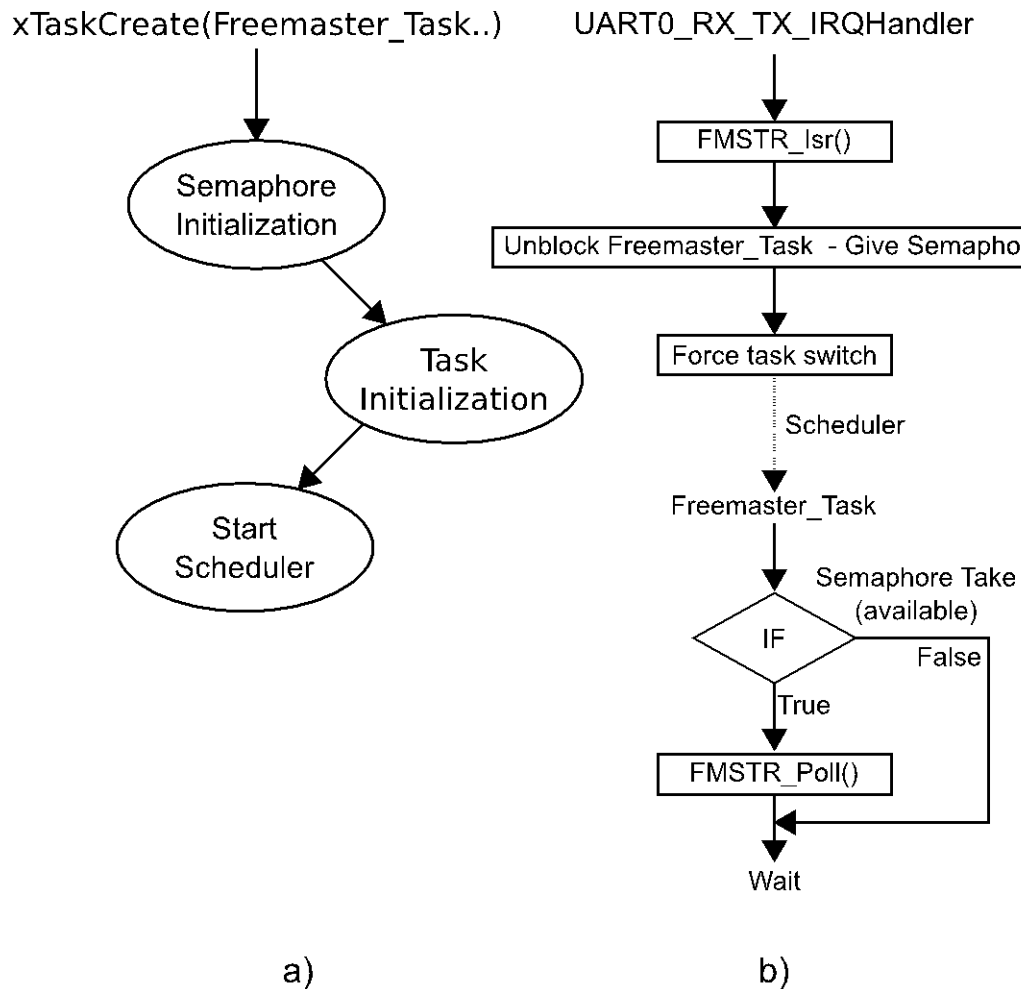 xTaskCreate(Freemaster_Task..)
Semaphore
Initialization
Task
Initialization
Start
Scheduler
a)
UART0_RX_TX_IRQHandler
FMSTR_Isr()
Unblock Freemaster_Task - Give Semapho
Force task switch
Scheduler
Freemaster_Task
Semaphore Take
(available)
IF
False
True
FMSTR_Poll()
Wait
b)